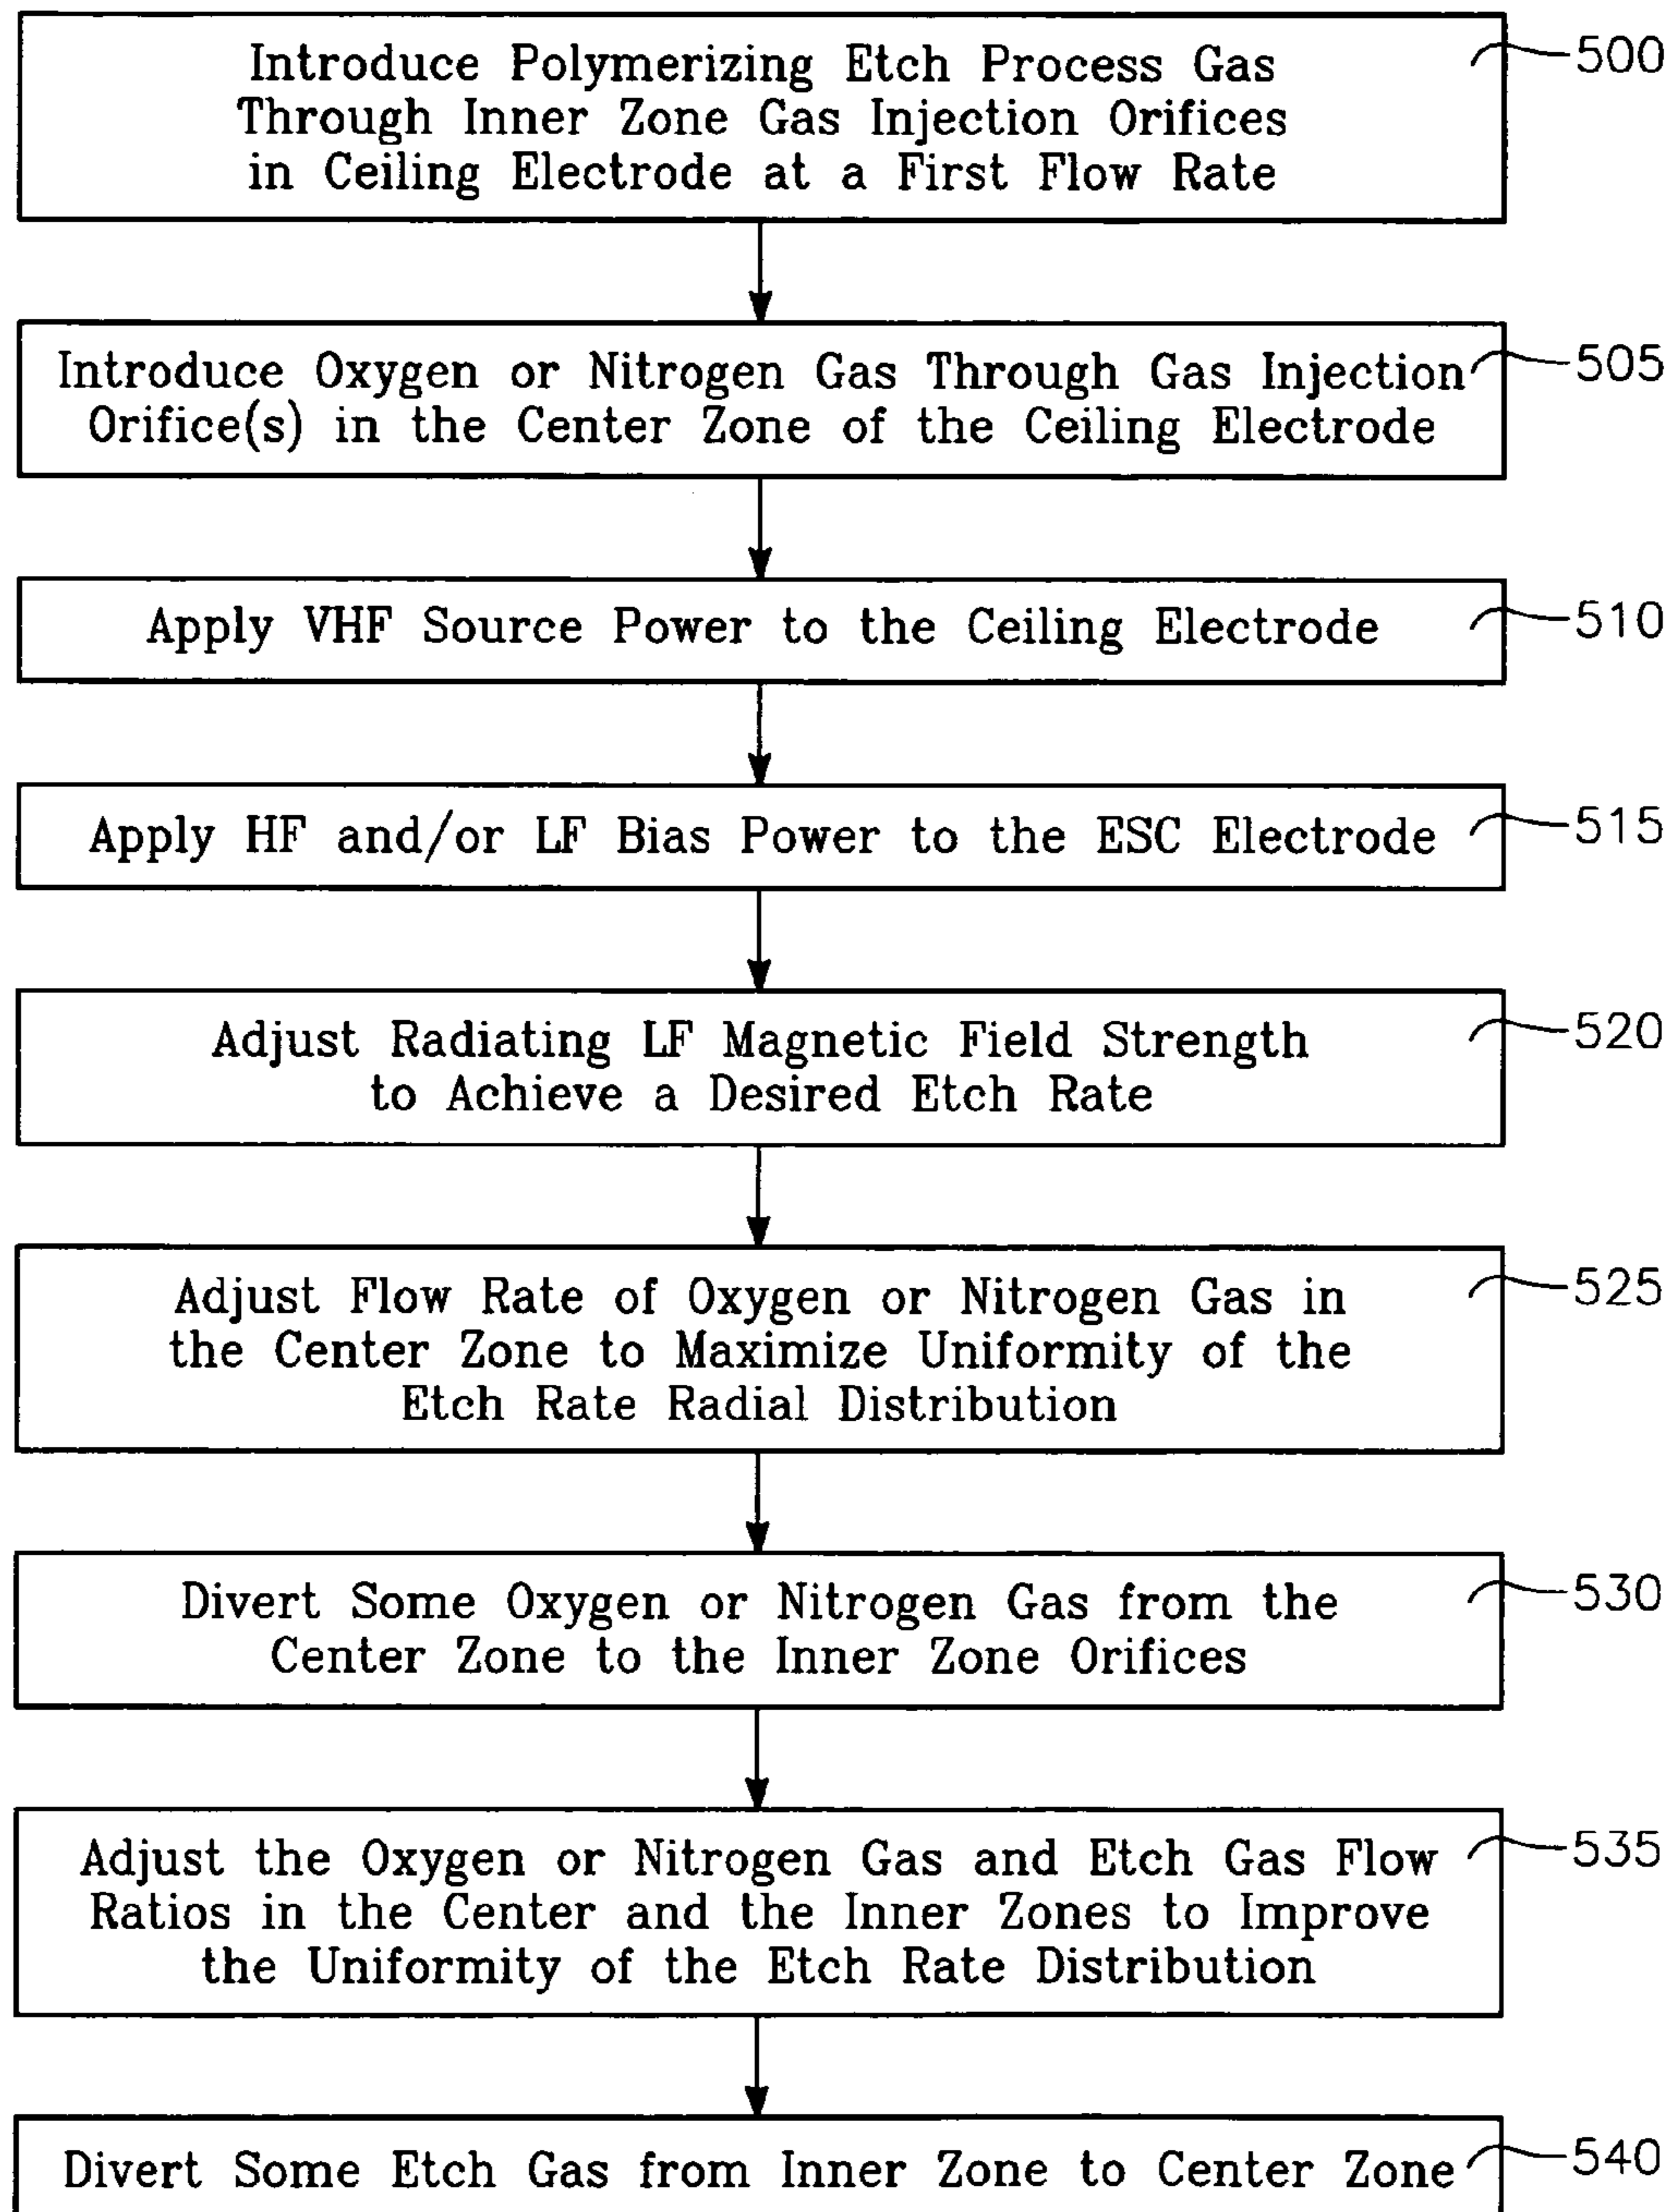 Introduce Polymerizing Etch Process Gas
Through Inner Zone Gas Injection Orifices
in Ceiling Electrode at a First Flow Rate
500
Introduce Oxygen or Nitrogen Gas Through Gas Injection
Orifice(s) in the Center Zone of the Ceiling Electrode
505
Apply VHF Source Power to the Ceiling Electrode
510
Apply HF and/or LF Bias Power to the ESC Electrode
515
Adjust Radiating LF Magnetic Field Strength
to Achieve a Desired Etch Rate
520
Adjust Flow Rate of Oxygen or Nitrogen Gas in
the Center Zone to Maximize Uniformity of the
Etch Rate Radial Distribution
525
Divert Some Oxygen or Nitrogen Gas from the
Center Zone to the Inner Zone Orifices
530
Adjust the Oxygen or Nitrogen Gas and Etch Gas Flow
Ratios in the Center and the Inner Zones to Improve
the Uniformity of the Etch Rate Distribution
535
Divert Some Etch Gas from Inner Zone to Center Zone
540